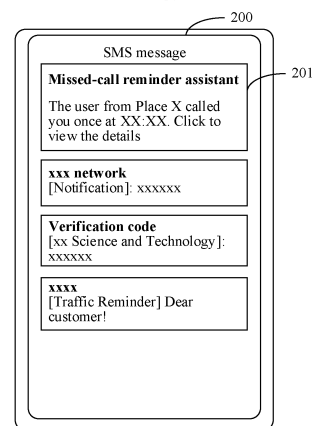 200
SMS message
201
Missed-call reminder assistant
The user from Place X called
you once at XX:XX. Click to
view the details
xxx network
[Notification]: xxxxxx
Verification code
[xx Science and Technology]:
xxxxxx
xxxx
[Traffic Reminder] Dear
customer!